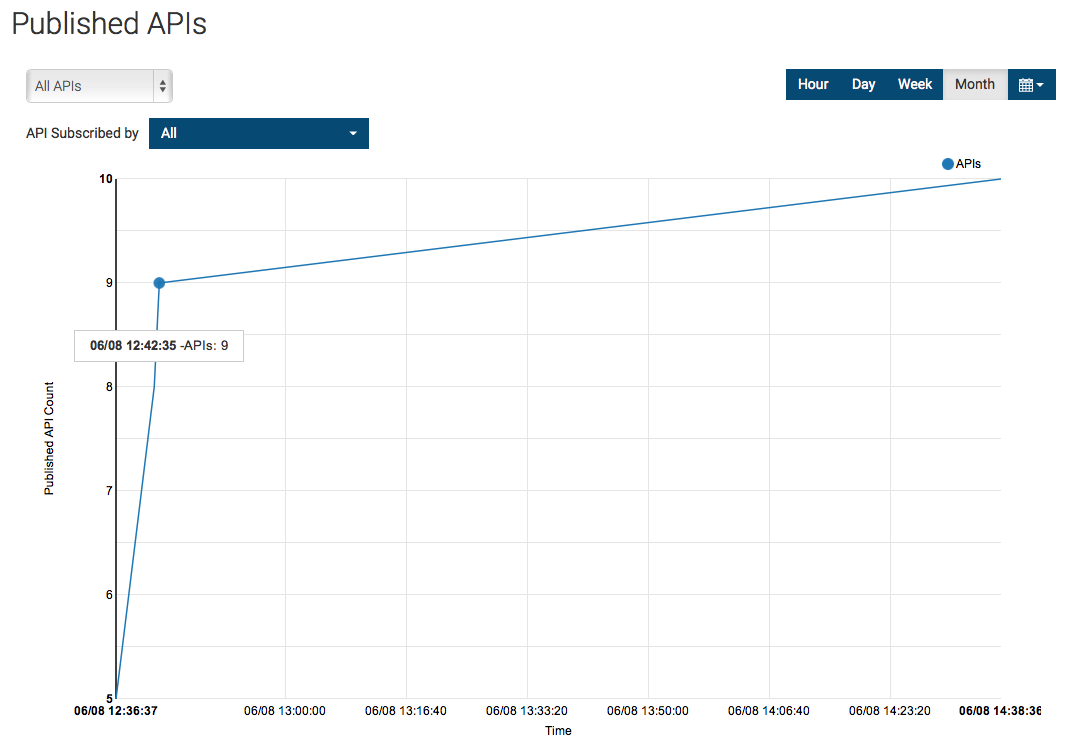 Published APIs
All APIs
Hour Day Week Month
API Subscribed by All
APIs
10
9
06/08 12:42:35 -APIs: 9
8
Published API Count
7
6
5
06/08 12:36:37 06/08 13:00:00 06/08 13:16:40 06/08 13:33:20 06/08 13:50:00 06/08 14:06:40 06/08 14:23:20 06/08 14:38:36
Time